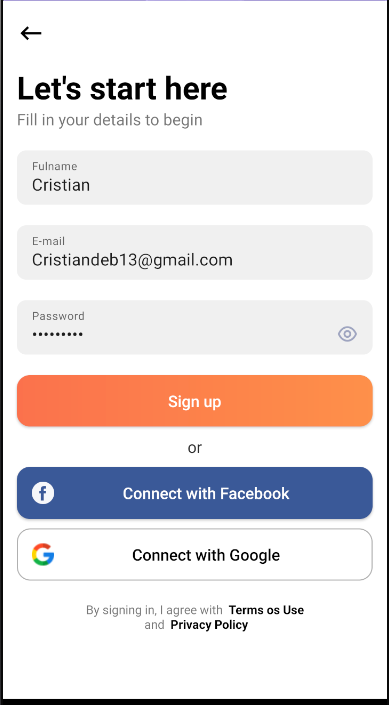 Let's start here
Fill in your details to begin
Fulname
Cristian
E-mail
Cristiandeb13@gmail.com
Password
•••••••••
Sign up
or
Connect with Facebook
Connect with Google
By signing in, I agree with Terms os Use
and Privacy Policy